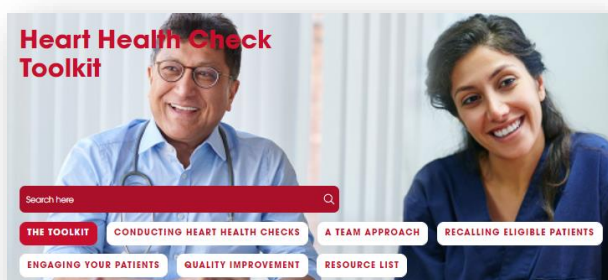 Heart Health Check
Toolkit
Search here
THE TOOLKIT CONDUCTING HEART HEALTH CHECKS A TEAM APPROACH RECALLING ELIGIBLE PATIENTS
ENGAGING YOUR PATIENTS QUALITY IMPROVEMENT RESOURCE LIST